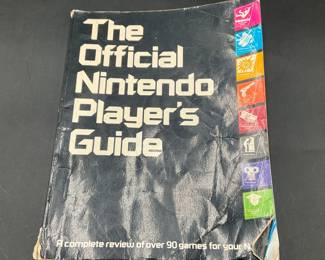 The
Official
Nintendo
Player's
Guide
A complete review of over 90 games for your N